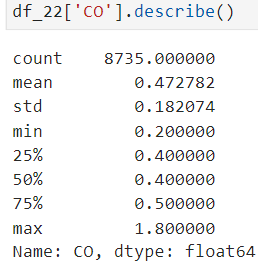 df_22['CO'].describe()
count 8735.000000
mean 0.472782
std 0.182074
min 0.200000
25% 0.400000
50% 0.400000
75% 0.500000
max 1.800000
Name: CO, dtype: float64